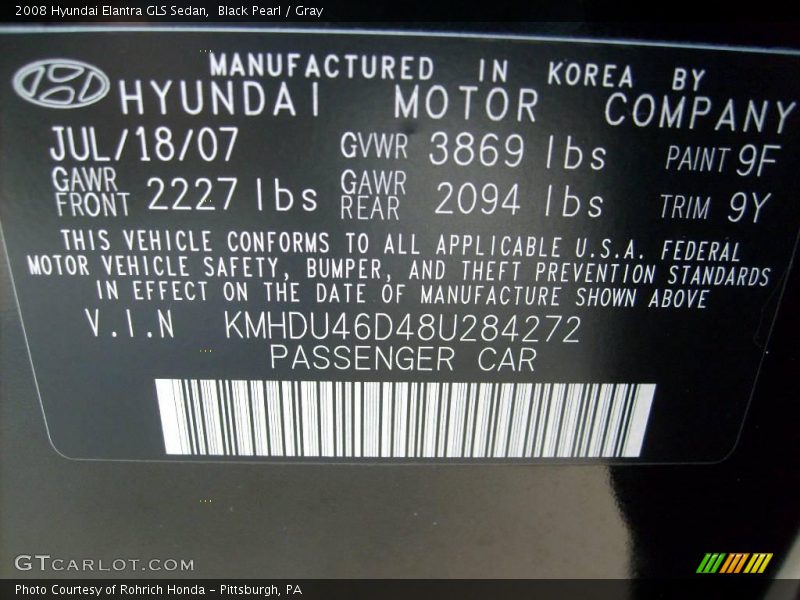 2008 Hyundai Elantra GLS Sedan, Black Pearl / Gray
MANUFACTURED IN KOREA BY
HYUNDAI MOTOR COMPANY
JUL/18/07 GVWR 3869 lbs PAINT 9F
GAWR FRONT 2227 lbs GAWR REAR 2094 lbs TRIM 9Y
THIS VEHICLE CONFORMS TO ALL APPLICABLE U.S.A. FEDERAL
MOTOR VEHICLE SAFETY, BUMPER, AND THEFT PREVENTION STANDARDS
IN EFFECT ON THE DATE OF MANUFACTURE SHOWN ABOVE
V.I.N KMHDU46D48U284272
PASSENGER CAR
GTCARLOT.COM
Photo Courtesy of Rohrich Honda - Pittsburgh, PA